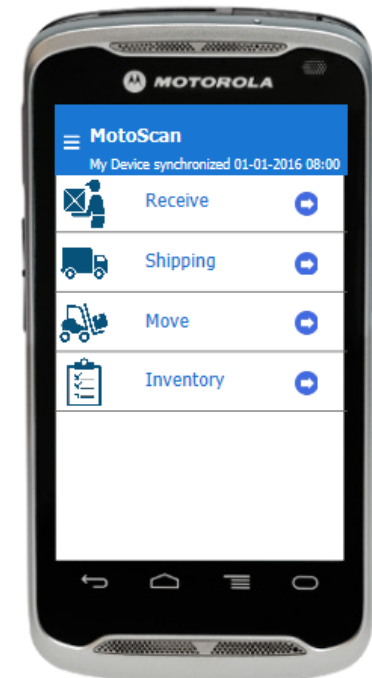 MOTOROLA
MotoScan
My Device synchronized 01-01-2016 08:00
Receive
Shipping
Move
Inventory